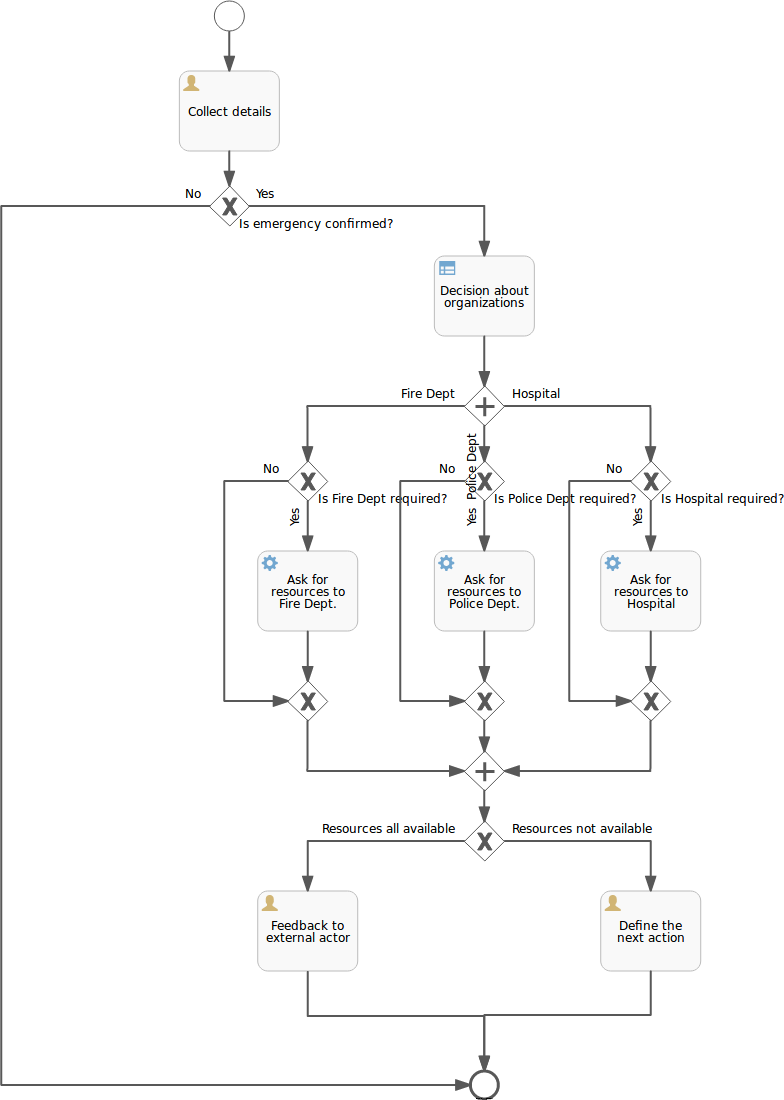 Collect details
No
Yes
Is emergency confirmed?
Decision about
organizations
Fire Dept
Hospital
Police Dept
No
No
No
Is Fire Dept required?
Is Police Dept required?
Is Hospital required?
Yes
Yes
Yes
Ask for
resources to
Fire Dept.
Ask for
resources to
Police Dept.
Ask for
resources to
Hospital
Resources all available
Resources not available
Feedback to
external actor
Define the
next action